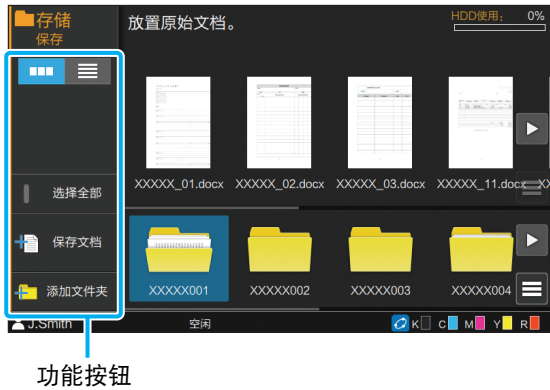 存储
保存
放置原始文档。
HDD使用： 0%
XXXXX_01.docx XXXXX_02.docx XXXXX_03.docx XXXXX_11.docx XX
选择全部
保存文档
添加文件夹
XXXXX001 XXXXX002 XXXXX003 XXXXX004
J.Smith 空闲 K C M Y R
功能按钮